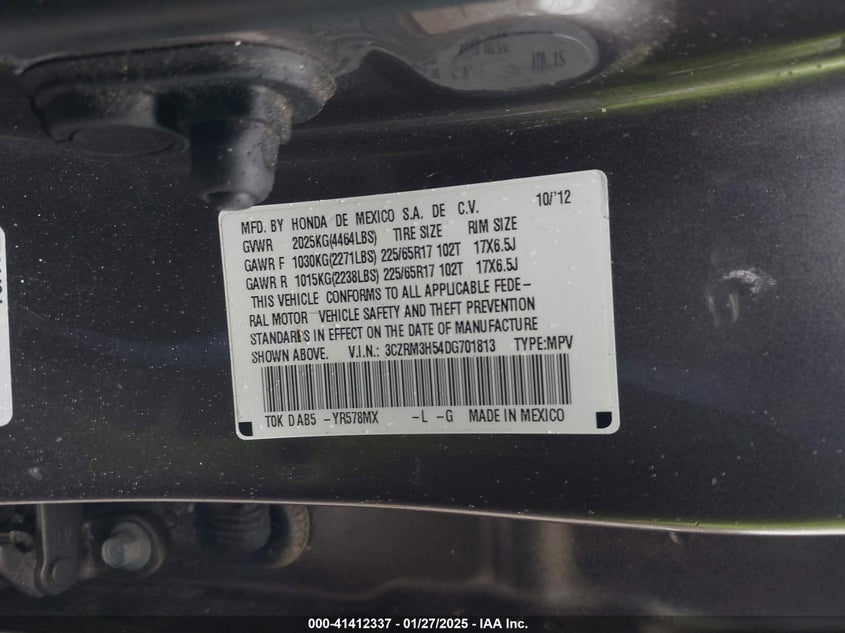 MFD. BY HONDA DE MEXICO S.A. DE C.V. 10/'12
GVWR 2025KG(4464LBS) TIRE SIZE RIM SIZE
GAWR F 1030KG(2271LBS) 225/65R17 102T 17X6.5J
GAWR R 1015KG(2238LBS) 225/65R17 102T 17X6.5J
THIS VEHICLE CONFORMS TO ALL APPLICABLE FEDE-
RAL MOTOR VEHICLE SAFETY AND THEFT PREVENTION
STANDARDS IN EFFECT ON THE DATE OF MANUFACTURE
SHOWN ABOVE. V.I.N.: 3CZRM3H54DG701813 TYPE:MPV
T0K DAB5 -YR578MX -L -G MADE IN MEXICO
000-41412337 - 01/27/2025 - IAA Inc.